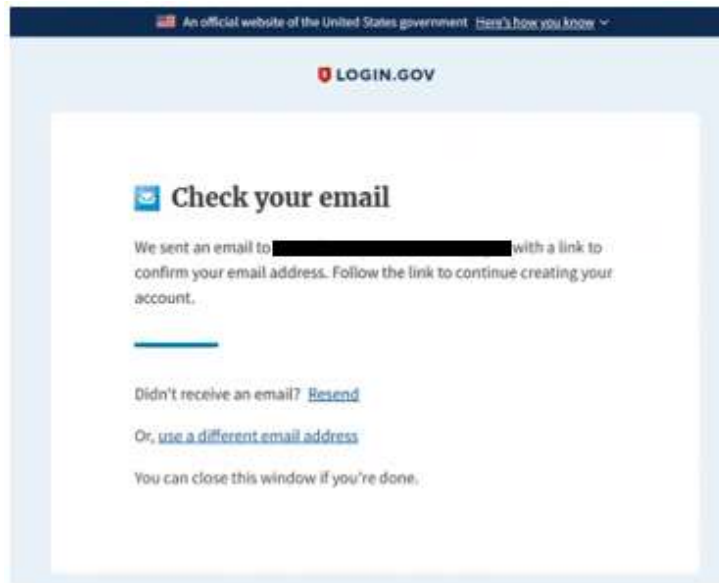 An official website of the United States government Here's how you know
LOGIN.GOV
Check your email
We sent an email to with a link to
confirm your email address. Follow the link to continue creating your
account.
Didn't receive an email? Resend
Or, use a different email address
You can close this window if you're done.